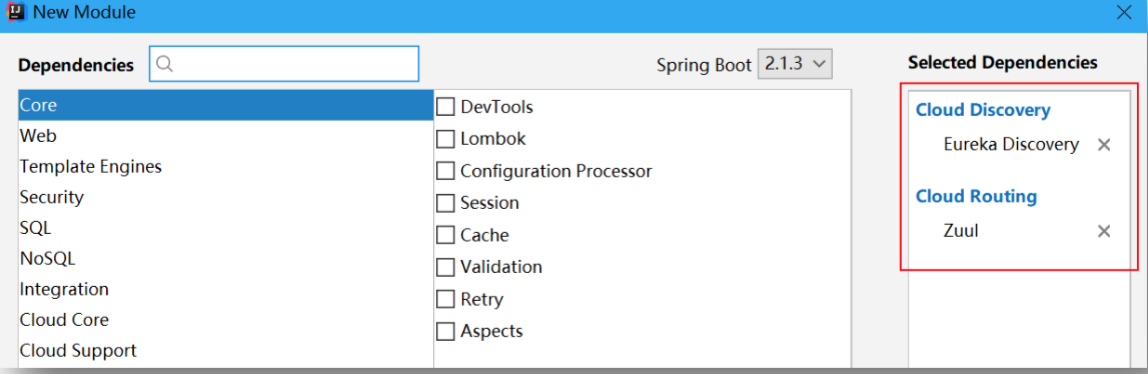 New Module
Dependencies
Spring Boot 2.1.3
Selected Dependencies
Core
Web
Template Engines
Security
SQL
NoSQL
Integration
Cloud Core
Cloud Support
DevTools
Lombok
Configuration Processor
Session
Cache
Validation
Retry
Aspects
Cloud Discovery
Eureka Discovery
Cloud Routing
Zuul